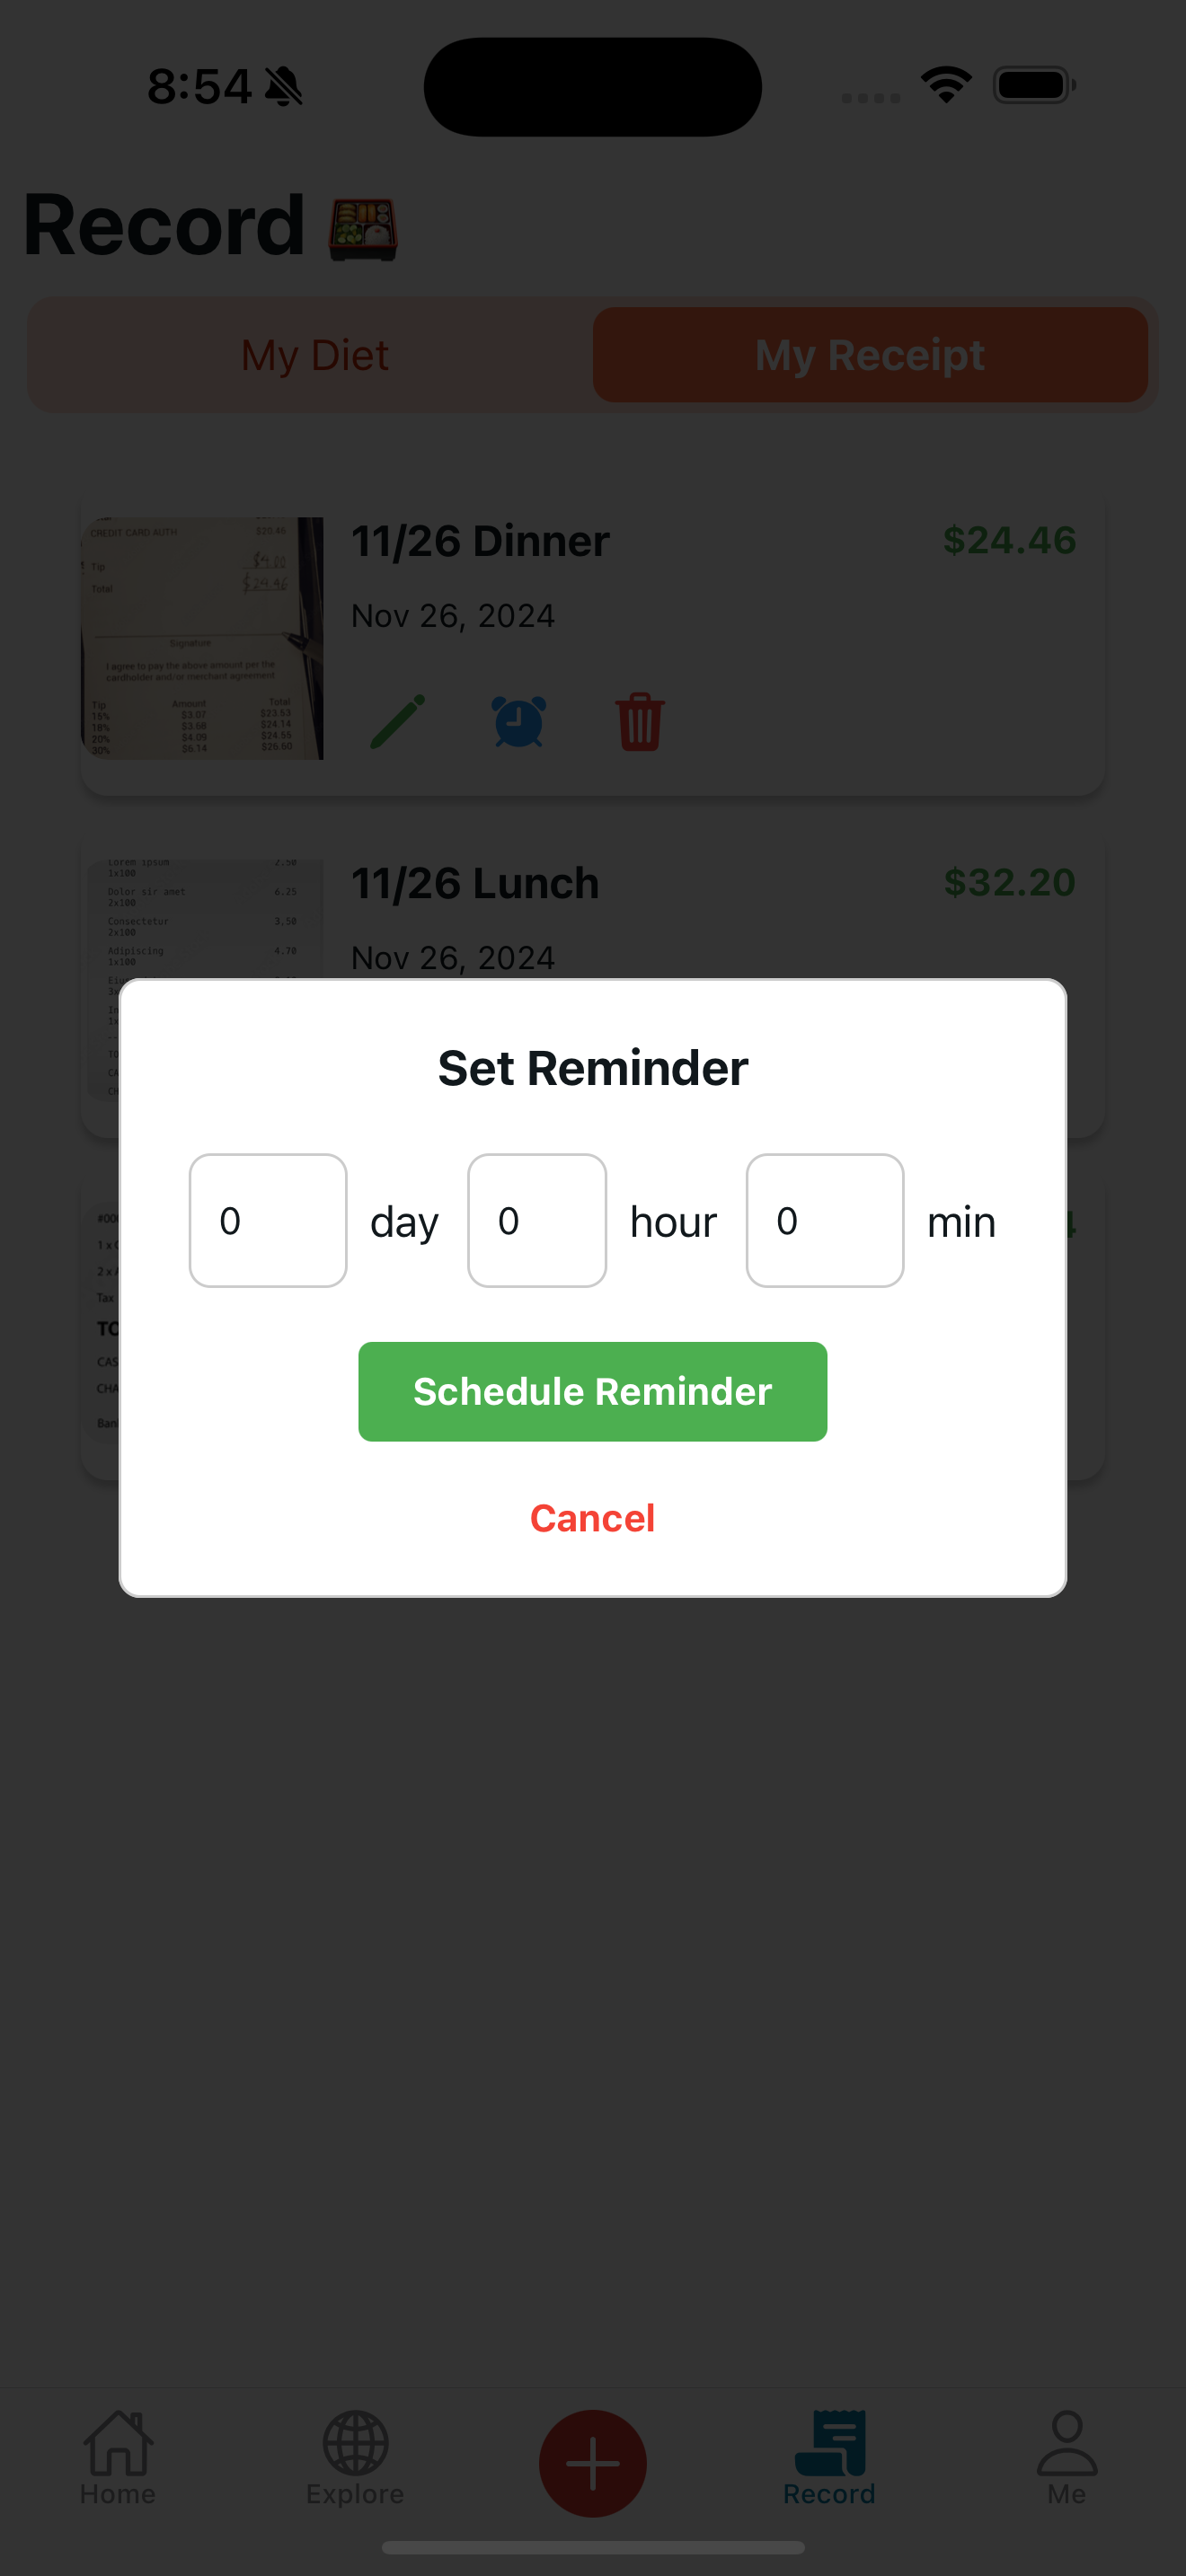 8:54
Record
My Diet
My Receipt
CREDIT CARD AUTH $20.46
Tip $4.00
Total $24.46
Signature
I agree to pay the above amount per the
cardholder and/or merchant agreement
Tip Amount Total
$3.07 $23.53
18% $3.68 $24.14
20% $4.09 $24.55
30% $6.14 $26.60
11/26 Dinner
$24.46
Nov 26, 2024
Lorem ipsum 2.50
1x100
Dolor sir amet 6.25
2x100
Consectetur 3,50
2x100
Adipiscing 4.70
1x100
11/26 Lunch
$32.20
Nov 26, 2024
Set Reminder
0 day 0 hour 0 min
Schedule Reminder
Cancel
Tax
Home
Explore
Record
Me